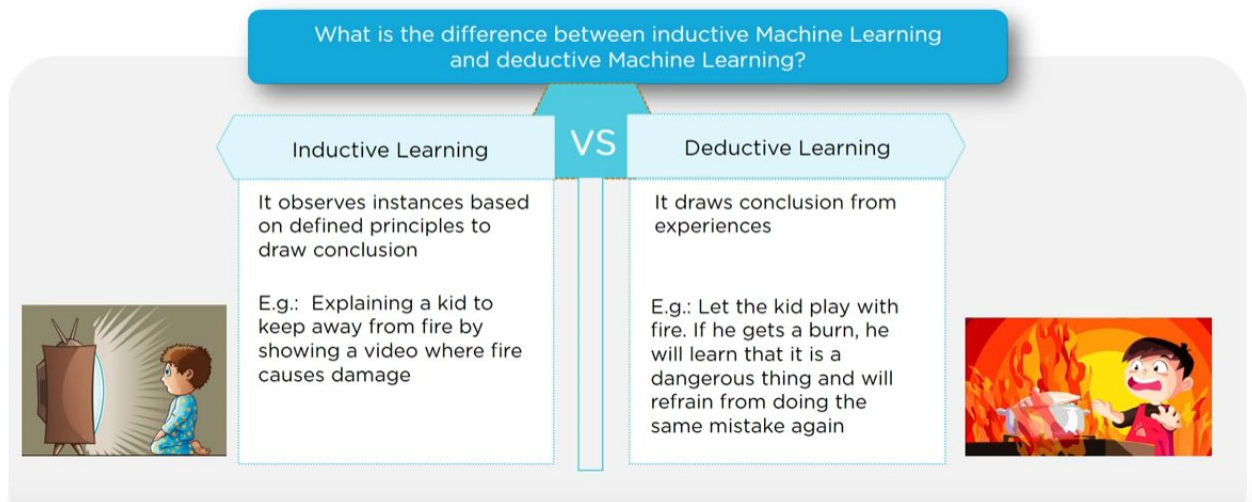 What is the difference between inductive Machine Learning
and deductive Machine Learning?
Inductive Learning
VS
Deductive Learning
It observes instances based
on defined principles to
draw conclusion
E.g.: Explaining a kid to
keep away from fire by
showing a video where fire
causes damage
It draws conclusion from
experiences
E.g.: Let the kid play with
fire. If he gets a burn, he
will learn that it is a
dangerous thing and will
refrain from doing the
same mistake again